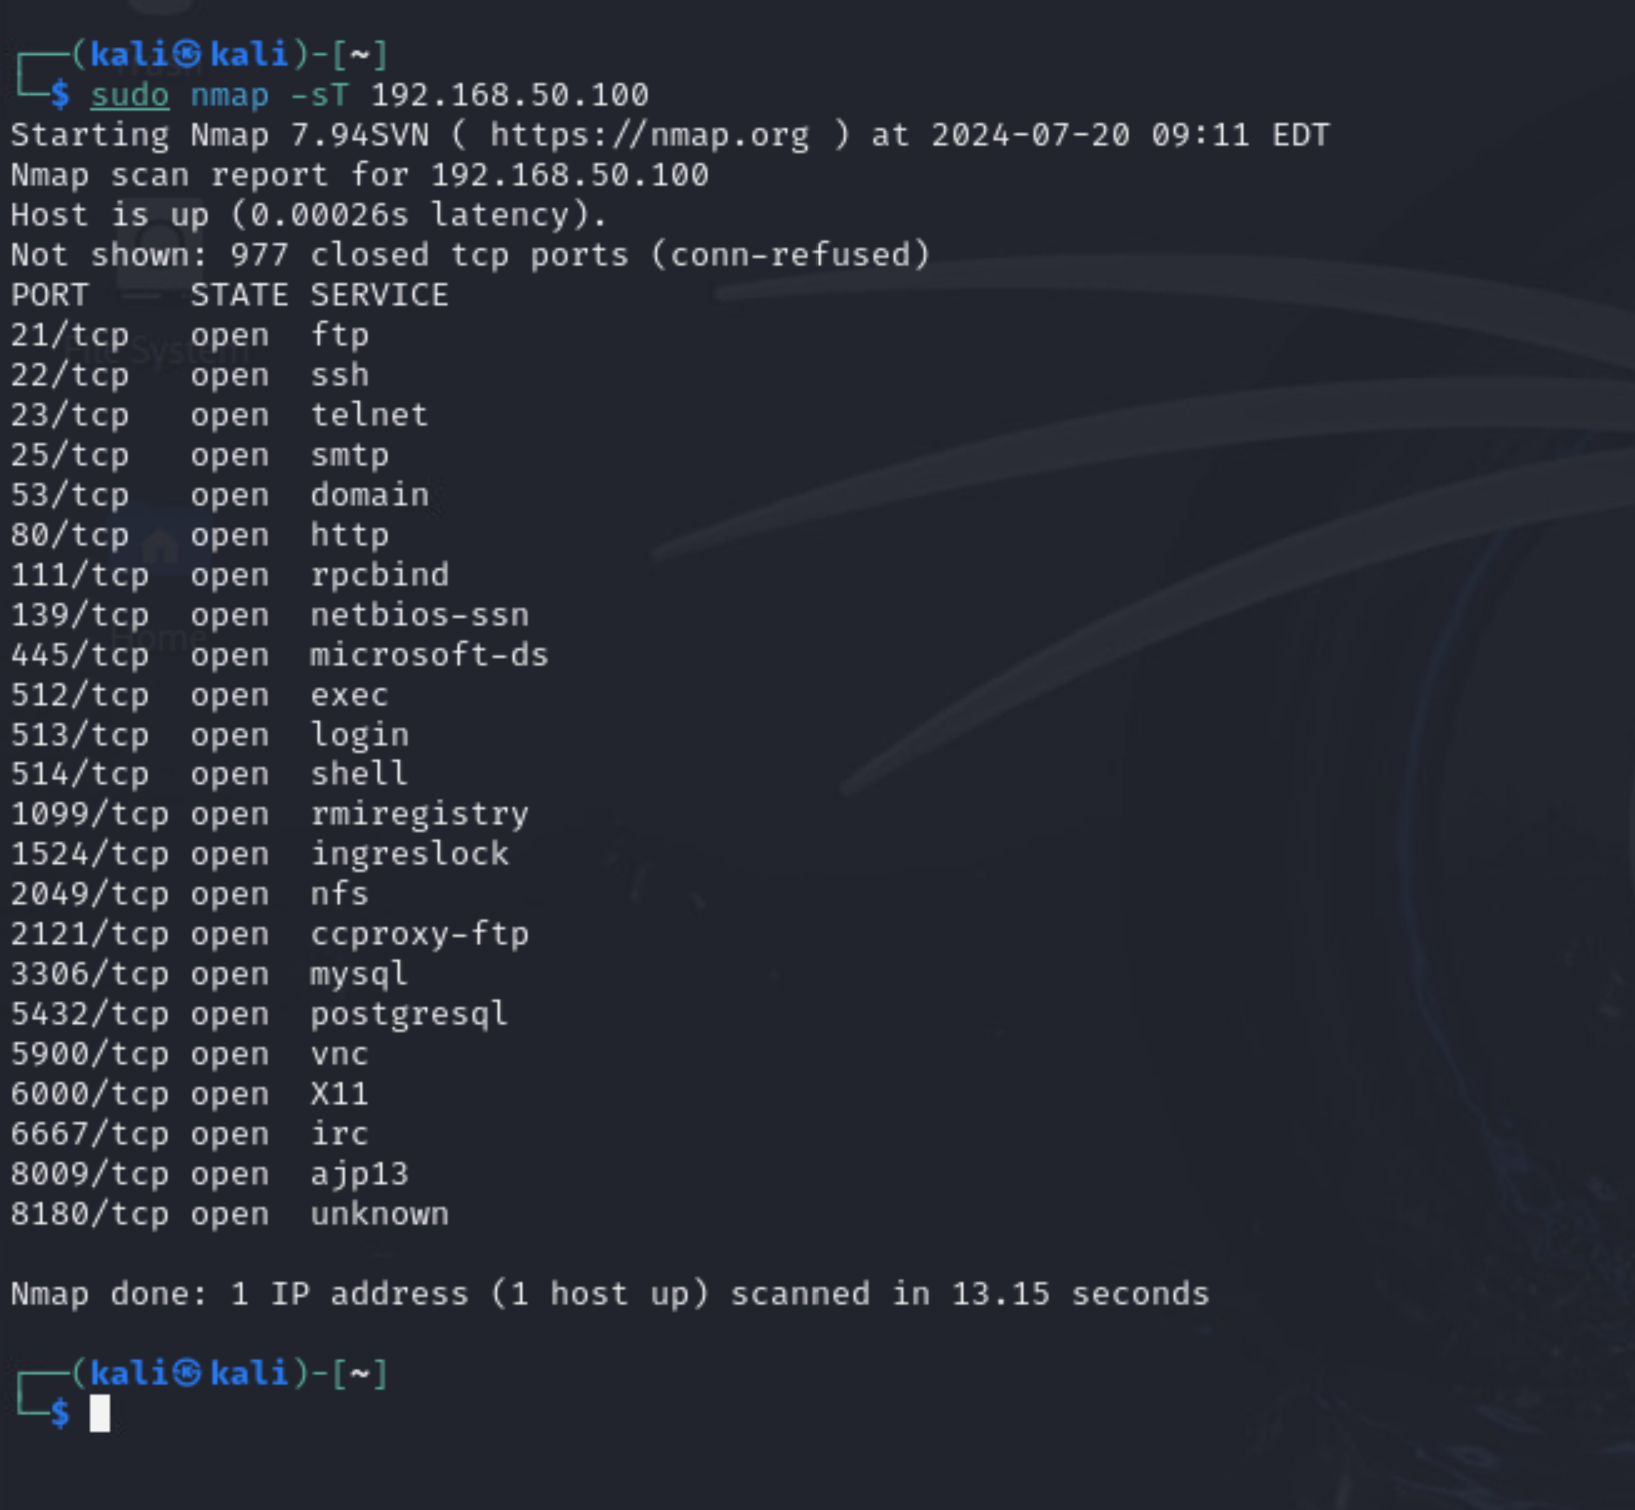 ┌──(kali㉿kali)-[~]
└─$ sudo nmap -sT 192.168.50.100
Starting Nmap 7.94SVN ( https://nmap.org ) at 2024-07-20 09:11 EDT
Nmap scan report for 192.168.50.100
Host is up (0.00026s latency).
Not shown: 977 closed tcp ports (conn-refused)
PORT     STATE SERVICE
21/tcp   open  ftp
22/tcp   open  ssh
23/tcp   open  telnet
25/tcp   open  smtp
53/tcp   open  domain
80/tcp   open  http
111/tcp  open  rpcbind
139/tcp  open  netbios-ssn
445/tcp  open  microsoft-ds
512/tcp  open  exec
513/tcp  open  login
514/tcp  open  shell
1099/tcp open  rmiregistry
1524/tcp open  ingreslock
2049/tcp open  nfs
2121/tcp open  ccproxy-ftp
3306/tcp open  mysql
5432/tcp open  postgresql
5900/tcp open  vnc
6000/tcp open  X11
6667/tcp open  irc
8009/tcp open  ajp13
8180/tcp open  unknown
Nmap done: 1 IP address (1 host up) scanned in 13.15 seconds
┌──(kali㉿kali)-[~]
└─$
Trash
File System
Home